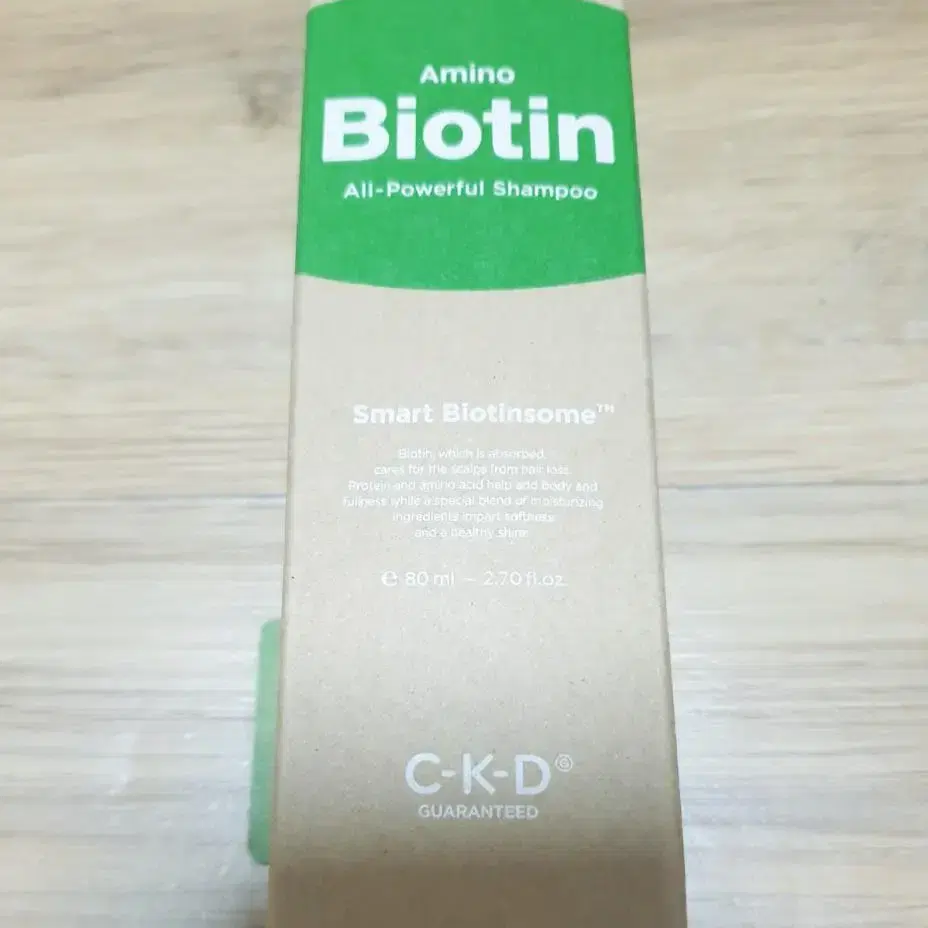 Amino
Biotin
All-Powerful Shampoo
Smart Biotinsome™
Biotin, which is absorbed,
cares for the scalps from hair loss.
Protein and amino acid help add body and
fullness while a special blend of moisturizing
ingredients impart softness
and a healthy shine.
℮ 80 ml – 2.70 fl.oz.
C-K-D Ⓖ
GUARANTEED